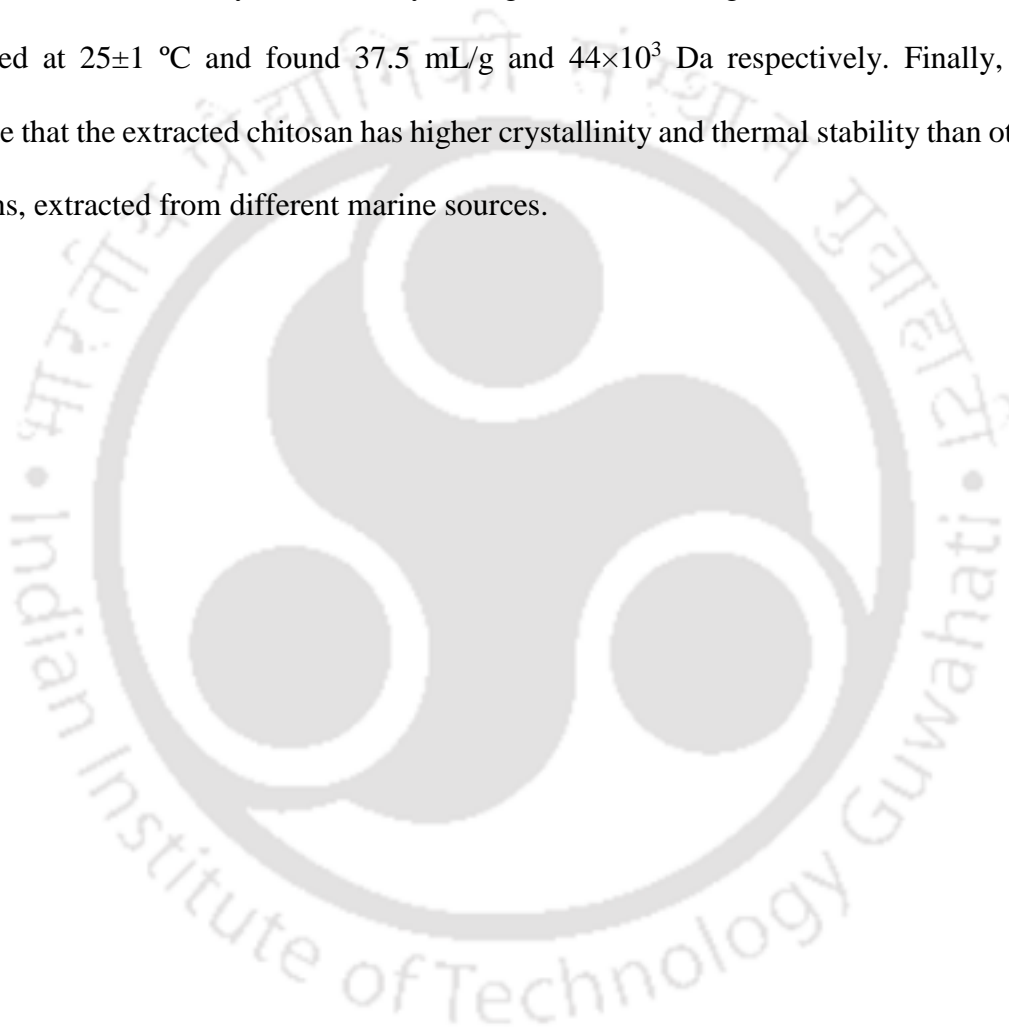 ed at 25±1 ºC and found 37.5 mL/g and 44×10³ Da respectively. Finally,
e that the extracted chitosan has higher crystallinity and thermal stability than ot
ns, extracted from different marine sources.
भारतीय प्रौद्योगिकी संस्थान गुवाहाटी
Indian Institute of Technology Guwahati